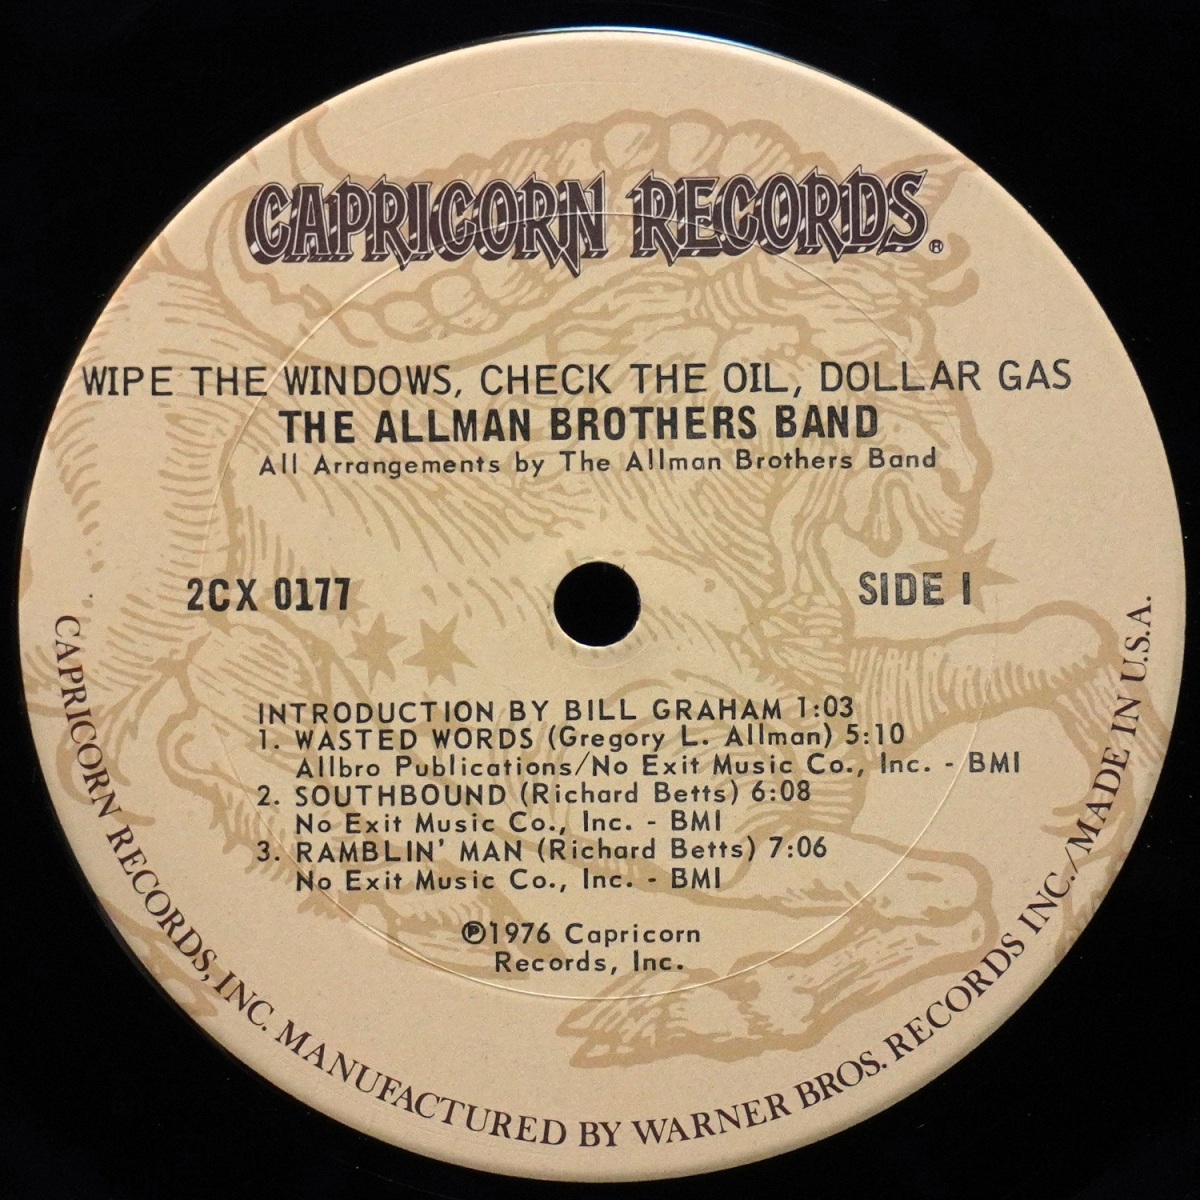 CAPRICORN RECORDS®
WIPE THE WINDOWS, CHECK THE OIL, DOLLAR GAS
THE ALLMAN BROTHERS BAND
All Arrangements by The Allman Brothers Band
2CX 0177
SIDE 1
INTRODUCTION BY BILL GRAHAM 1:03
1. WASTED WORDS (Gregory L. Allman) 5:10
Allbro Publications/No Exit Music Co., Inc. - BMI
2. SOUTHBOUND (Richard Betts) 6:08
No Exit Music Co., Inc. - BMI
3. RAMBLIN' MAN (Richard Betts) 7:06
No Exit Music Co., Inc. - BMI
℗1976 Capricorn
Records, Inc.
CAPRICORN RECORDS, INC. MANUFACTURED BY WARNER BROS. RECORDS INC./MADE IN U.S.A.